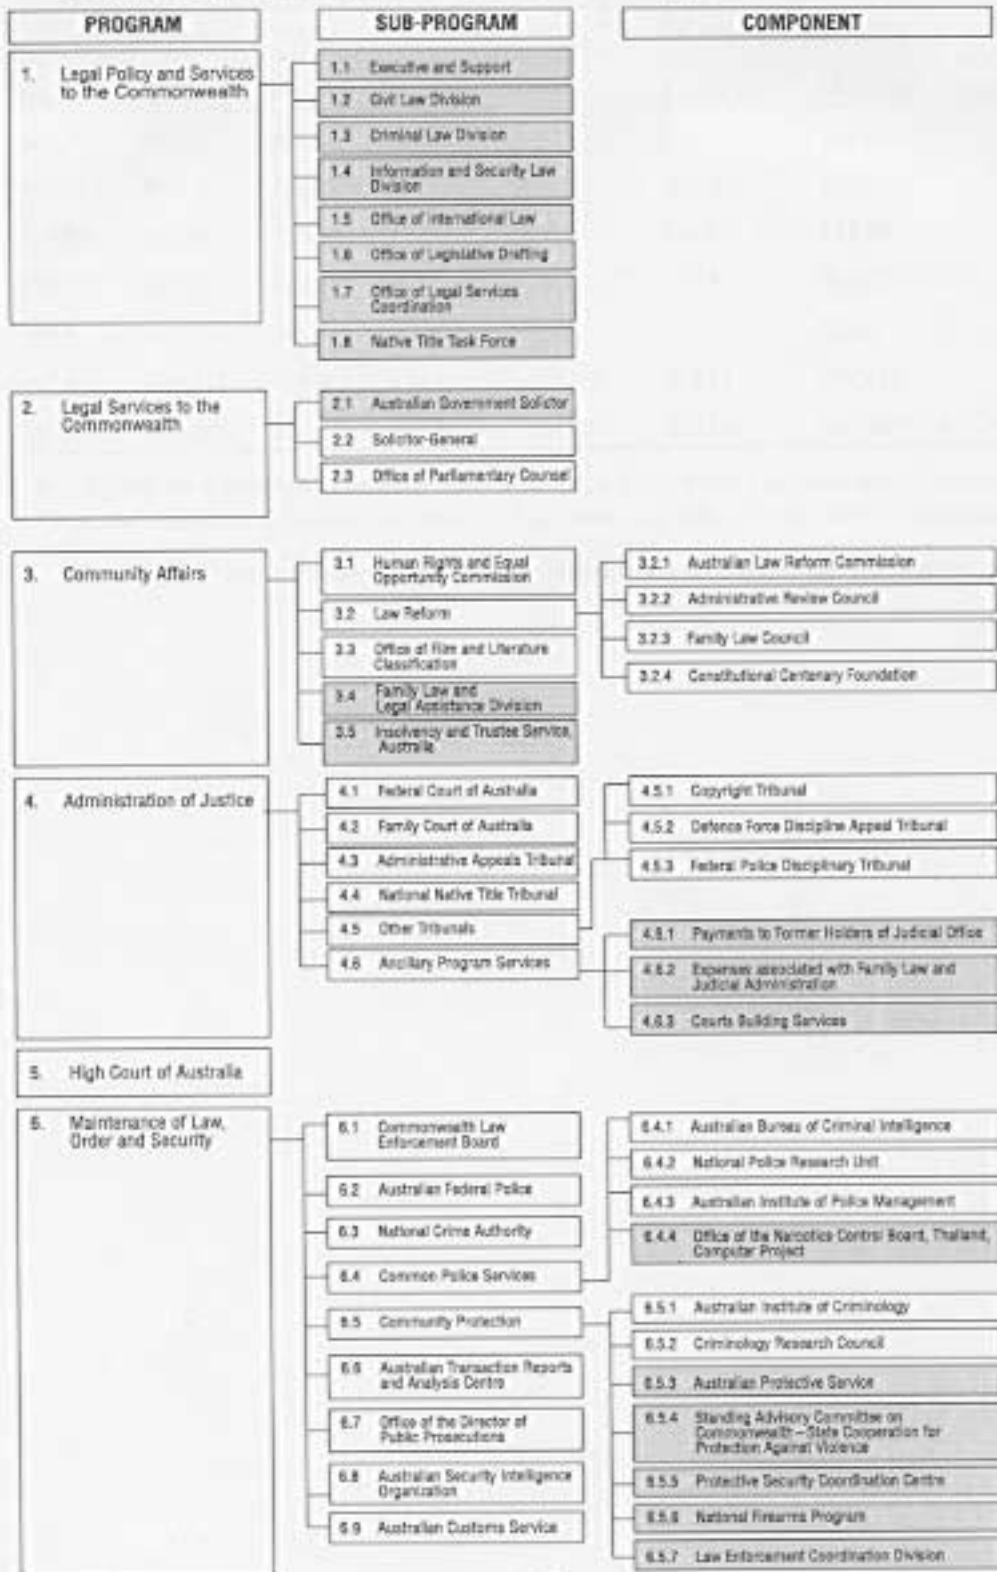 PROGRAM
SUB-PROGRAM
COMPONENT
1. Legal Policy and Services
to the Commonwealth
1.1 Executive and Support
1.2 Civil Law Division
1.3 Criminal Law Division
1.4 Information and Security Law
Division
1.5 Office of International Law
1.6 Office of Legislative Drafting
1.7 Office of Legal Services
Coordination
1.8 Native Title Task Force
2. Legal Services to the
Commonwealth
2.1 Australian Government Solicitor
2.2 Solicitor-General
2.3 Office of Parliamentary Counsel
3. Community Affairs
3.1 Human Rights and Equal
Opportunity Commission
3.2 Law Reform
3.3 Office of Film and Literature
Classification
3.4 Family Law and
Legal Assistance Division
3.5 Insolvency and Trustee Service,
Australia
3.2.1 Australian Law Reform Commission
3.2.2 Administrative Review Council
3.2.3 Family Law Council
3.2.4 Constitutional Centenary Foundation
4. Administration of Justice
4.1 Federal Court of Australia
4.2 Family Court of Australia
4.3 Administrative Appeals Tribunal
4.4 National Native Title Tribunal
4.5 Other Tribunals
4.6 Ancillary Program Services
4.5.1 Copyright Tribunal
4.5.2 Defence Force Discipline Appeal Tribunal
4.5.3 Federal Police Disciplinary Tribunal
4.6.1 Payments to Former Holders of Judicial Office
4.6.2 Expenses associated with Family Law and
Judicial Administration
4.6.3 Courts Building Services
5. High Court of Australia
6. Maintenance of Law,
Order and Security
6.1 Commonwealth Law
Enforcement Board
6.2 Australian Federal Police
6.3 National Crime Authority
6.4 Common Police Services
6.5 Community Protection
6.6 Australian Transaction Reports
and Analysis Centre
6.7 Office of the Director of
Public Prosecutions
6.8 Australian Security Intelligence
Organization
6.9 Australian Customs Service
6.4.1 Australian Bureau of Criminal Intelligence
6.4.2 National Police Research Unit
6.4.3 Australian Institute of Police Management
6.4.4 Office of the Narcotics Control Board, Thailand,
Computer Project
6.5.1 Australian Institute of Criminology
6.5.2 Criminology Research Council
6.5.3 Australian Protective Service
6.5.4 Standing Advisory Committee on
Commonwealth – State Cooperation for
Protection Against Violence
6.5.5 Protective Security Coordination Centre
6.5.6 National Firearms Program
6.5.7 Law Enforcement Coordination Division